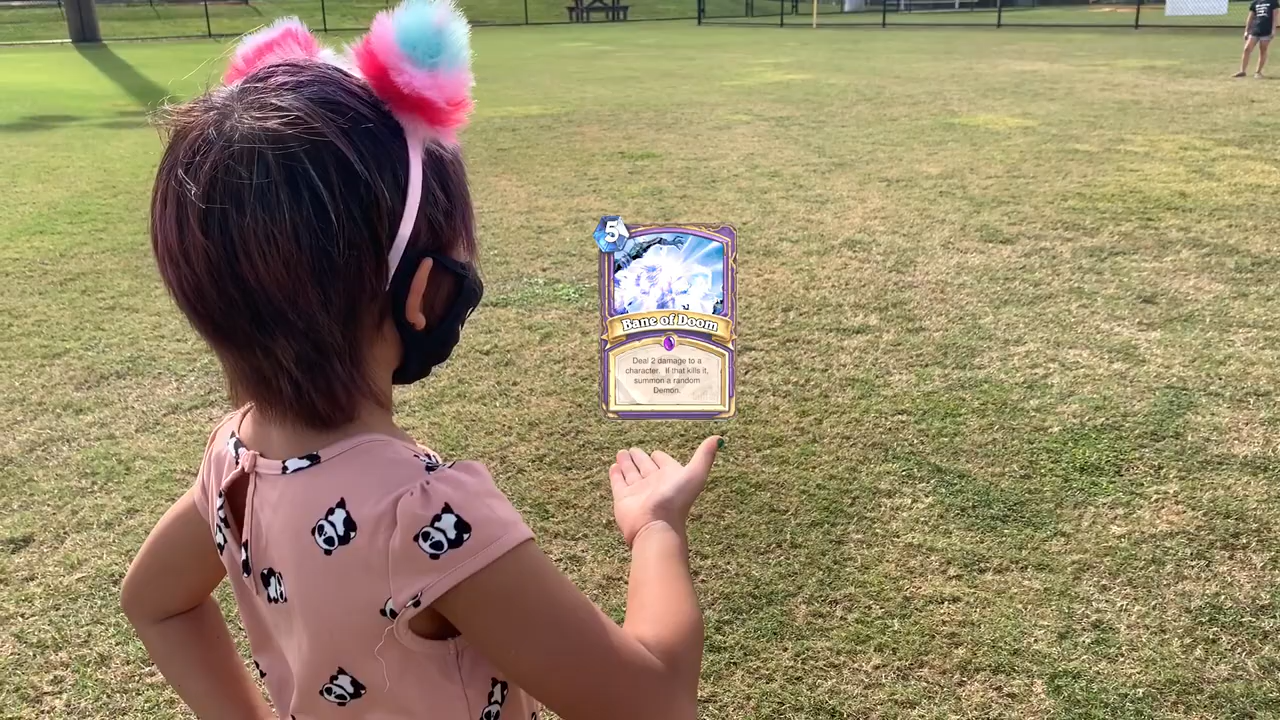 5
Bane of Doom
Deal 2 damage to a
character. If that kills it,
summon a random
Demon.